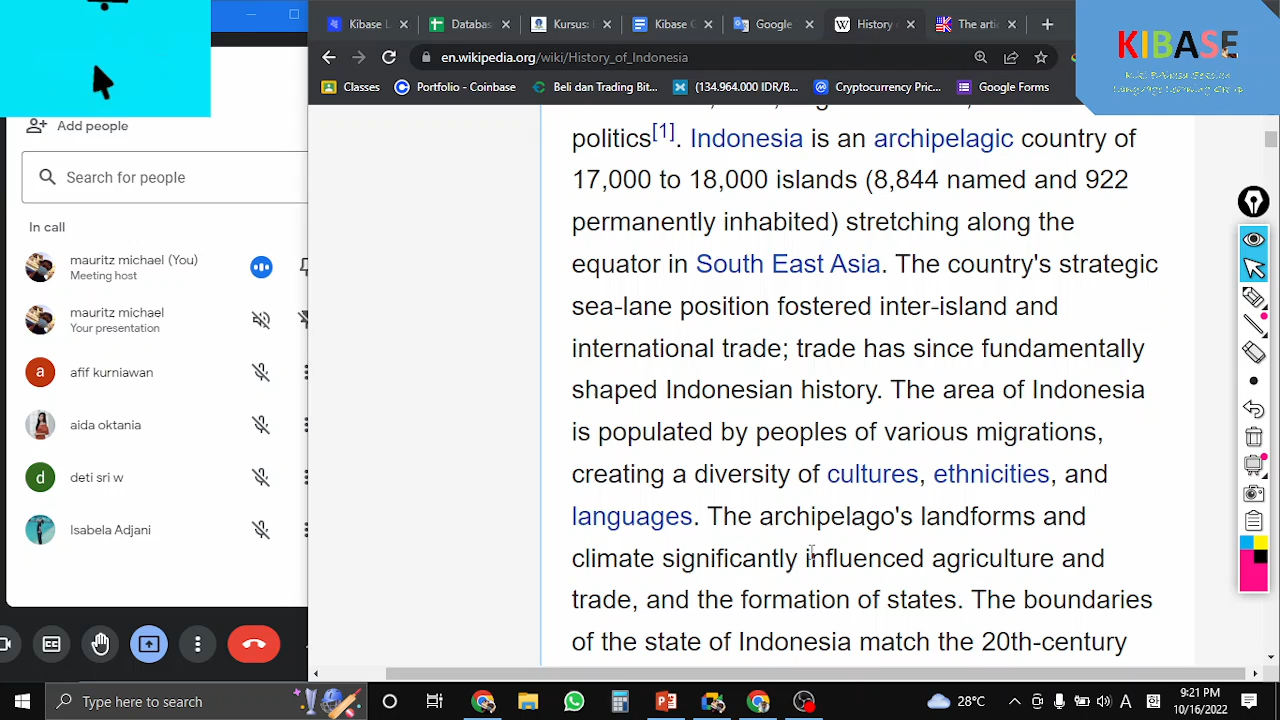 Kibase L
Databas
Kursus:
Kibase C
Google
History
The arti
en.wikipedia.org/wiki/History_of_Indonesia
KIBASE
Classes
Portfolio - Coinbase
Beli dan Trading Bit...
(134.964.000 IDR/B...
Cryptocurrency Pric...
Google Forms
Add people
Search for people
In call
mauritz michael (You)
Meeting host
mauritz michael
Your presentation
a
afif kurniawan
aida oktania
d
deti sri w
Isabela Adjani
politics[1]. Indonesia is an archipelagic country of
17,000 to 18,000 islands (8,844 named and 922
permanently inhabited) stretching along the
equator in South East Asia. The country's strategic
sea-lane position fostered inter-island and
international trade; trade has since fundamentally
shaped Indonesian history. The area of Indonesia
is populated by peoples of various migrations,
creating a diversity of cultures, ethnicities, and
languages. The archipelago's landforms and
climate significantly influenced agriculture and
trade, and the formation of states. The boundaries
of the state of Indonesia match the 20th-century
Type here to search
28°C
A
9:21 PM
10/16/2022